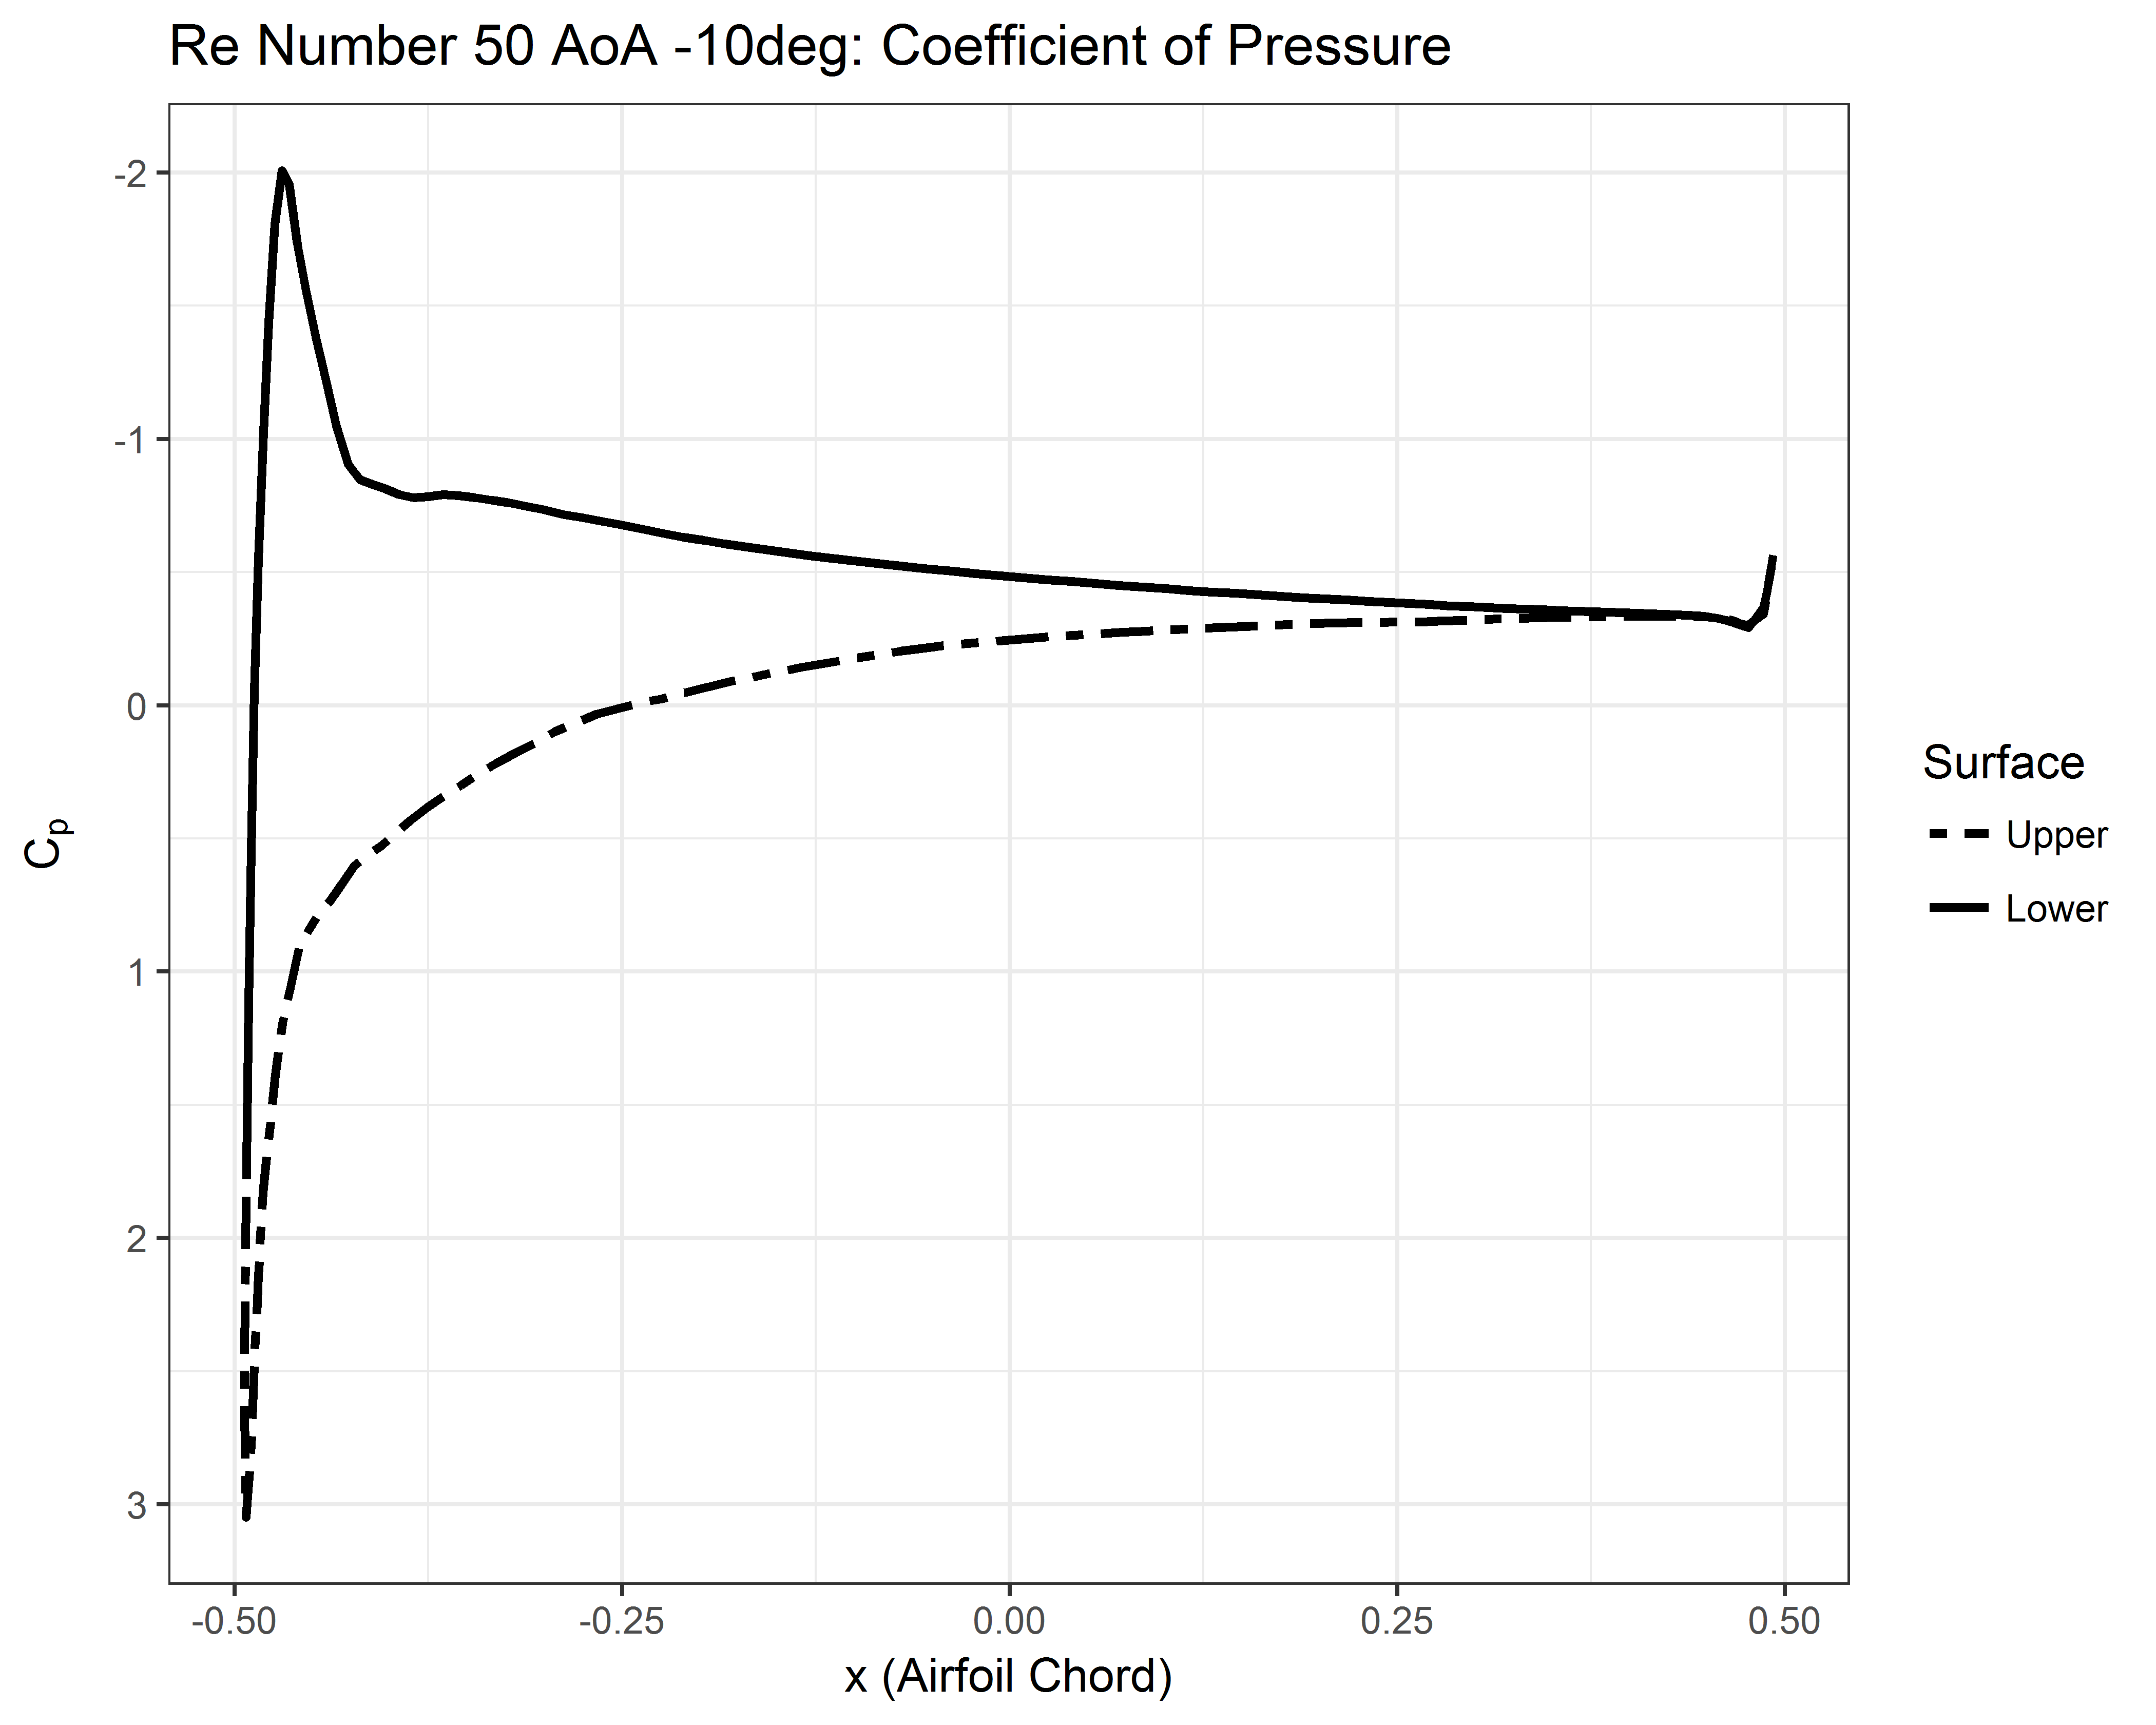 Re Number 50 AoA -10deg: Coefficient of Pressure
-2
-1
0
1
2
3
Cp
-0.50 -0.25 0.00 0.25 0.50
x (Airfoil Chord)
Surface
Upper
Lower